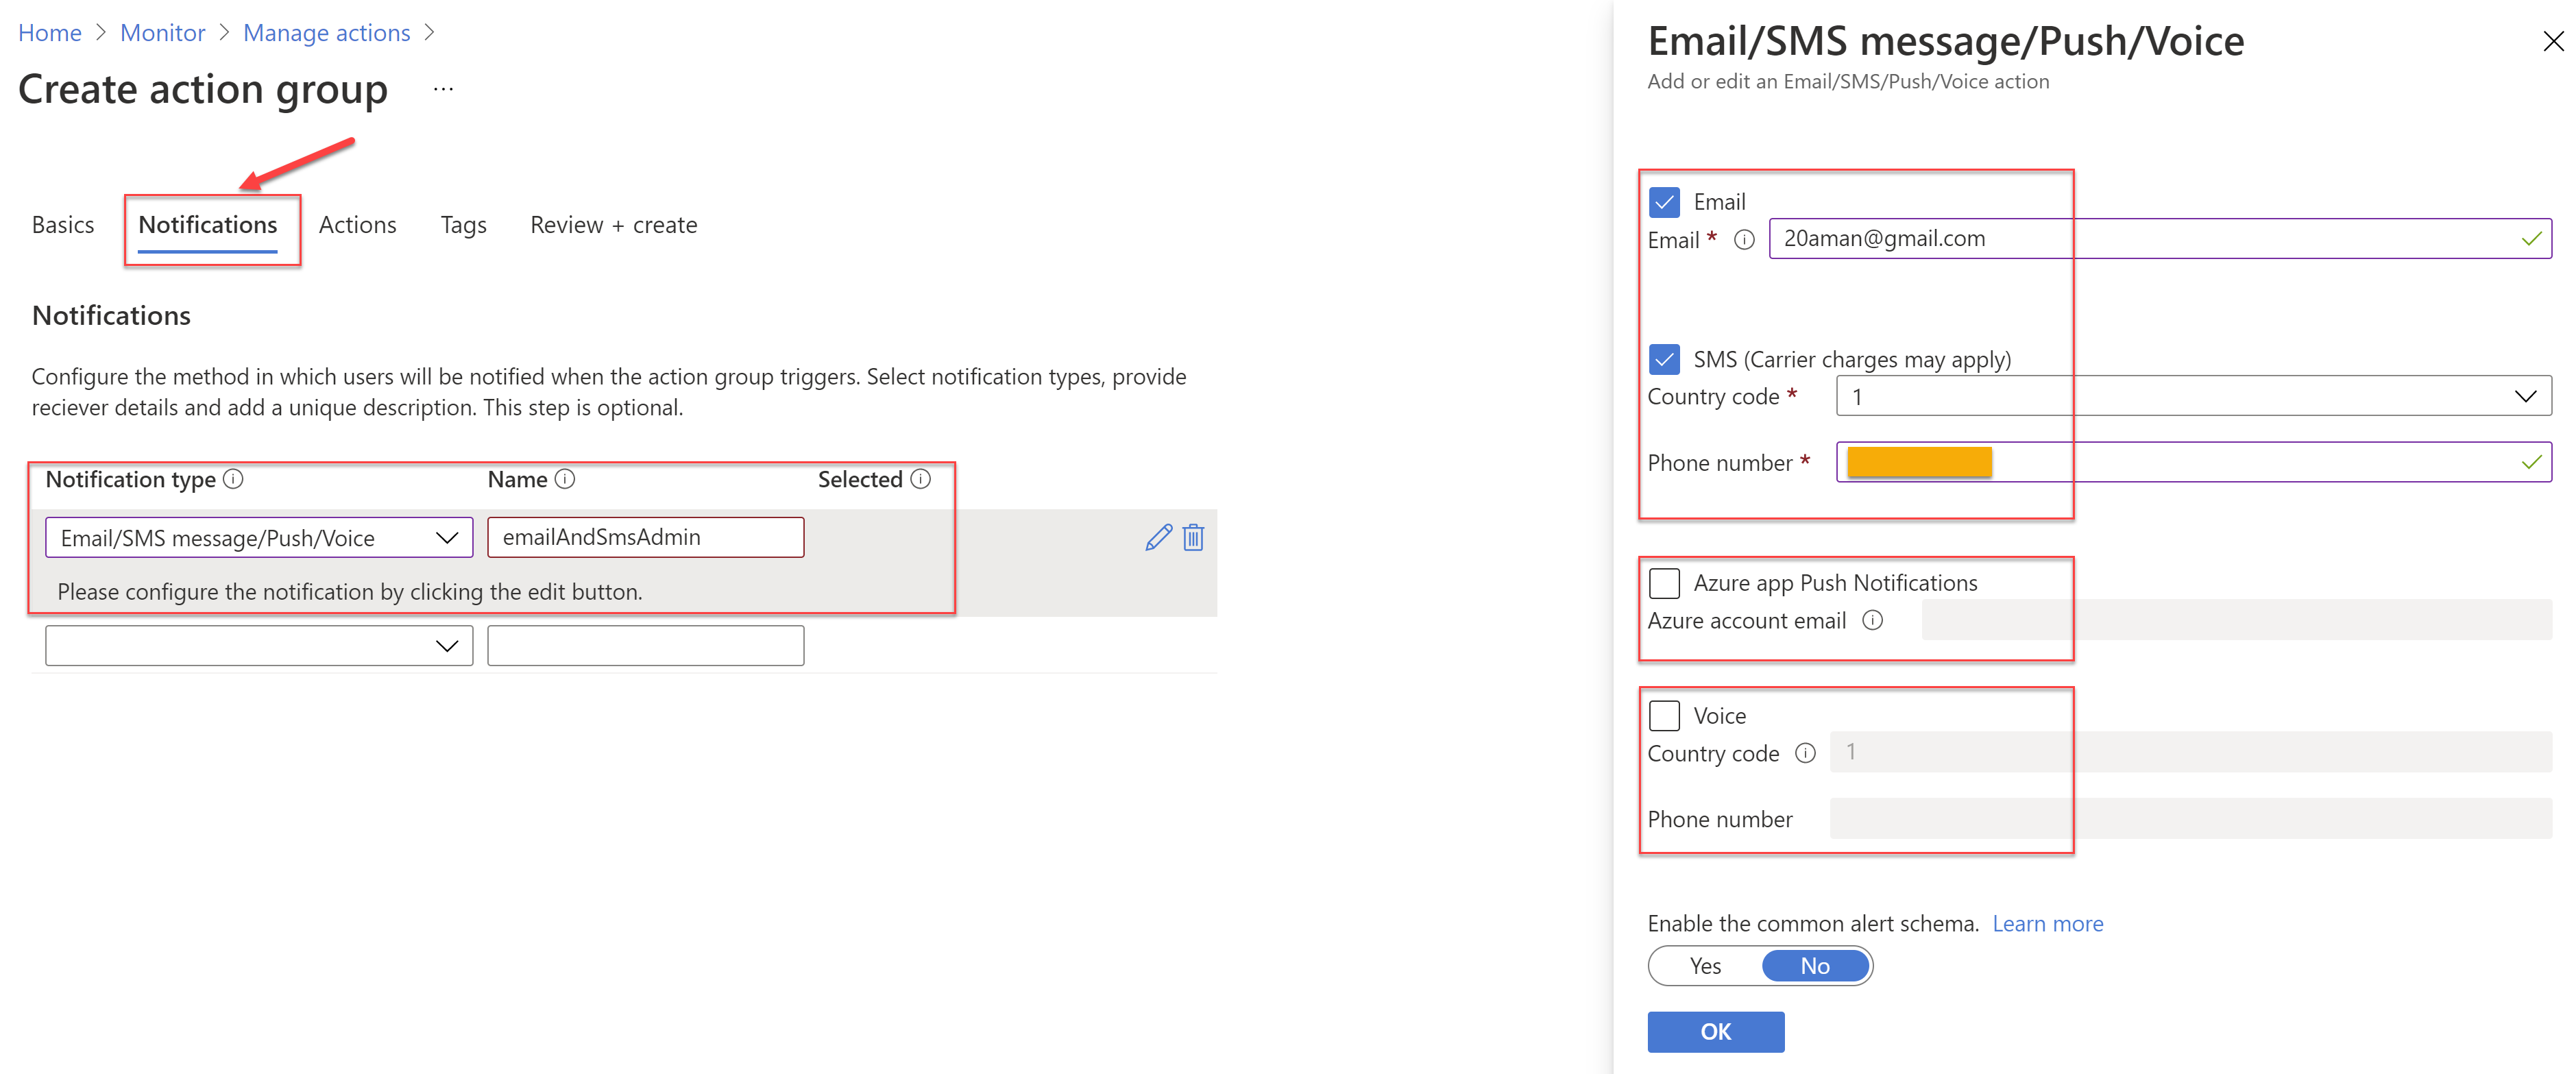 Home > Monitor > Manage actions >
Create action group ...
Basics Notifications Actions Tags Review + create
Notifications
Configure the method in which users will be notified when the action group triggers. Select notification types, provide
reciever details and add a unique description. This step is optional.
Notification type Name Selected
Email/SMS message/Push/Voice emailAndSmsAdmin
Please configure the notification by clicking the edit button.
Email/SMS message/Push/Voice
Add or edit an Email/SMS/Push/Voice action
Email
Email * 20aman@gmail.com
SMS (Carrier charges may apply)
Country code * 1
Phone number *
Azure app Push Notifications
Azure account email
Voice
Country code 1
Phone number
Enable the common alert schema. Learn more
Yes No
OK